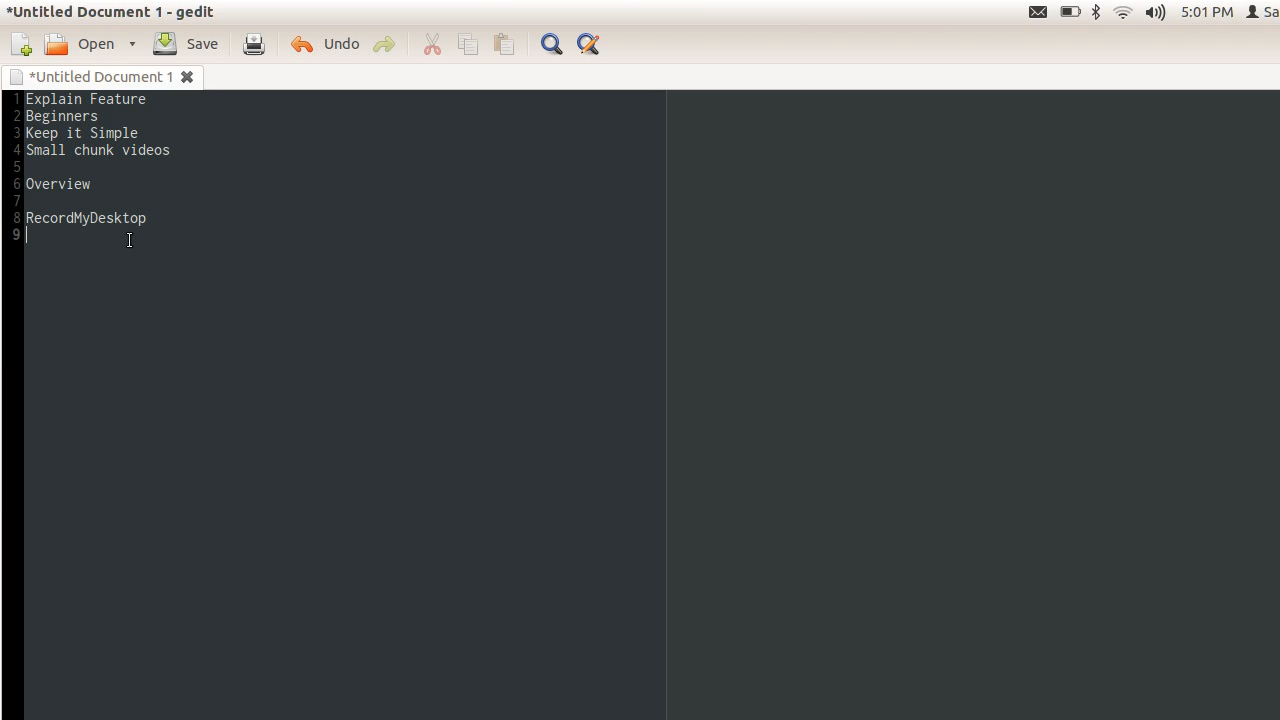 *Untitled Document 1 - gedit
5:01 PM
Sa
Open
Save
Undo
*Untitled Document 1
1 Explain Feature
2 Beginners
3 Keep it Simple
4 Small chunk videos
5
6 Overview
7
8 RecordMyDesktop
9